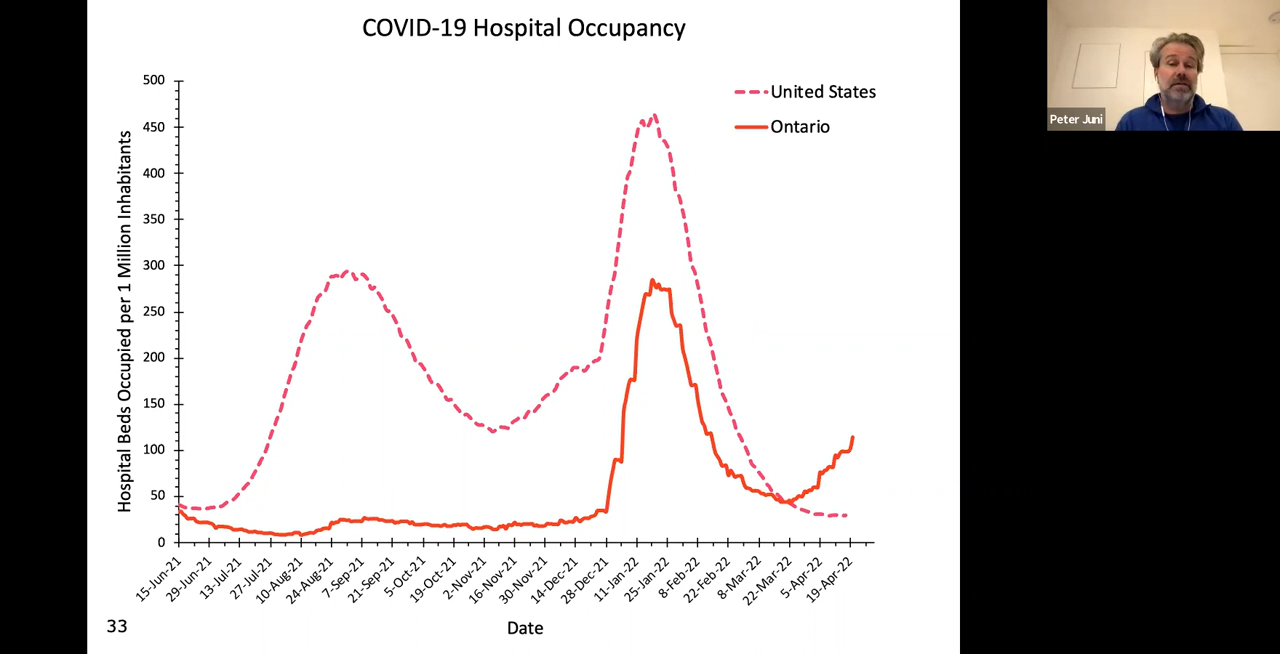 COVID-19 Hospital Occupancy
500
450
400
350
300
250
200
150
100
50
0
Hospital Beds Occupied per 1 Million Inhabitants
United States
Ontario
15-Jun-21
29-Jun-21
13-Jul-21
27-Jul-21
10-Aug-21
24-Aug-21
7-Sep-21
21-Sep-21
5-Oct-21
19-Oct-21
2-Nov-21
16-Nov-21
30-Nov-21
14-Dec-21
28-Dec-21
11-Jan-22
25-Jan-22
8-Feb-22
22-Feb-22
8-Mar-22
22-Mar-22
5-Apr-22
19-Apr-22
Date
33
Peter Juni